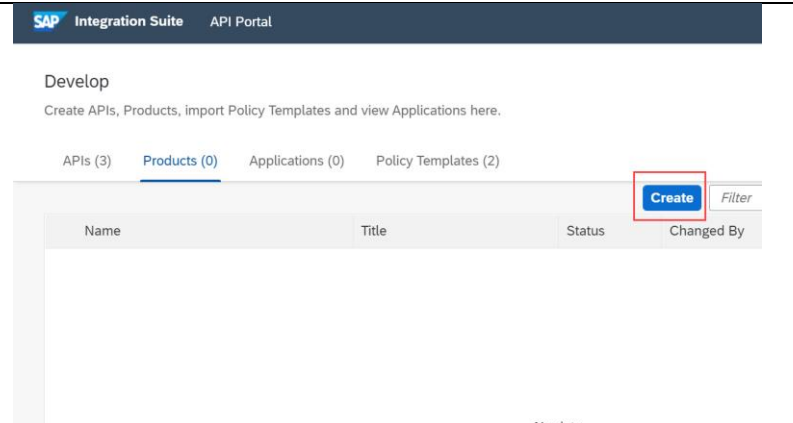 SAP Integration Suite API Portal
Develop
Create APIs, Products, import Policy Templates and view Applications here.
APIs (3) Products (0) Applications (0) Policy Templates (2)
Create Filter
Name Title Status Changed By